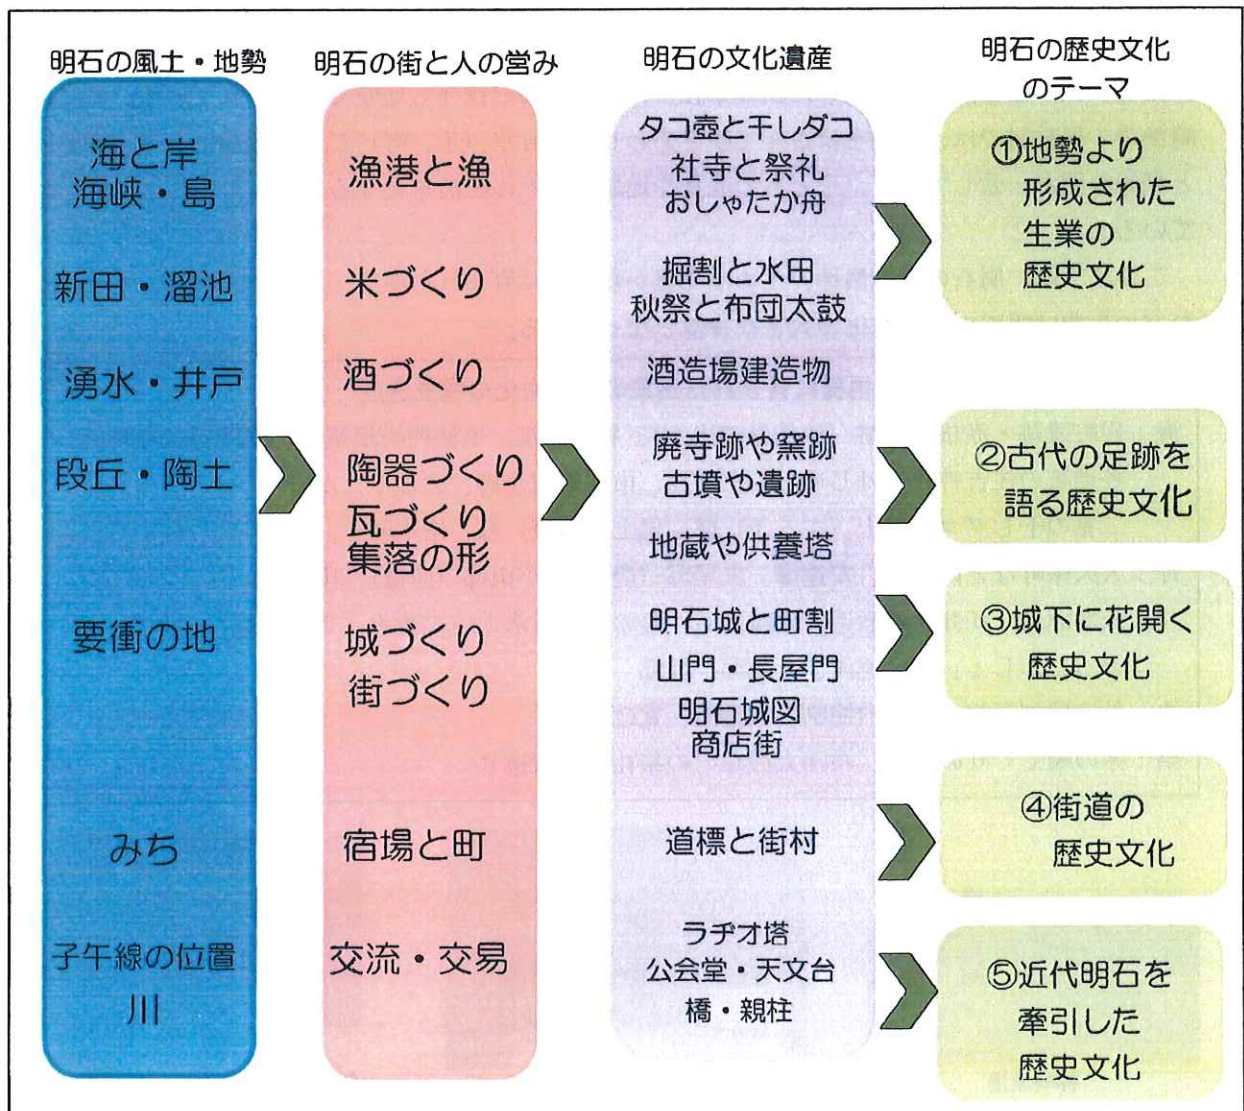 明石の風土・地勢
海と岸
海峡・島
新田・溜池
湧水・井戸
段丘・陶土
要衝の地
みち
子午線の位置
川
明石の街と人の営み
漁港と漁
米づくり
酒づくり
陶器づくり
瓦づくり
集落の形
城づくり
街づくり
宿場と町
交流・交易
明石の文化遺産
タコ壺と干しダコ
社寺と祭礼
おしゃたか舟
掘割と水田
秋祭と布団太鼓
酒造場建造物
廃寺跡や窯跡
古墳や遺跡
地蔵や供養塔
明石城と町割
山門・長屋門
明石城図
商店街
道標と街村
ラヂオ塔
公会堂・天文台
橋・親柱
明石の歴史文化
のテーマ
①地勢より
形成された
生業の
歴史文化
②古代の足跡を
語る歴史文化
③城下に花開く
歴史文化
④街道の
歴史文化
⑤近代明石を
牽引した
歴史文化